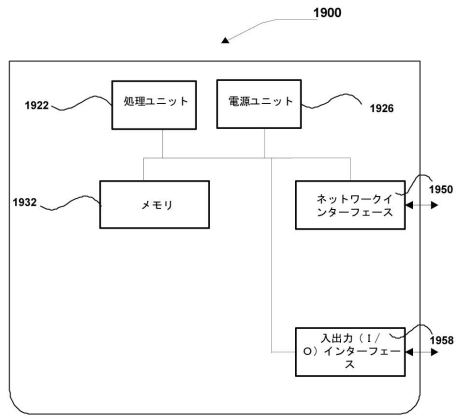 1900
処理ユニット
電源ユニット
1922
1926
メモリ
1932
ネットワークイ
ンターフェース
1950
入出力（I/
O）インターフェー
ス
1958